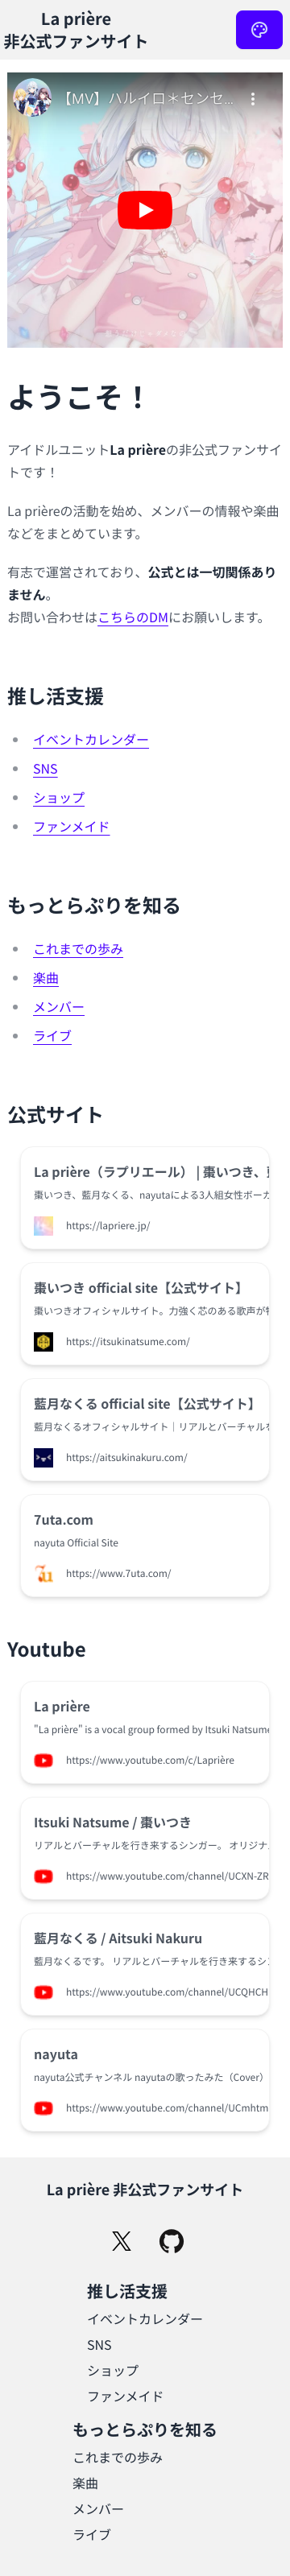 La prière
非公式ファンサイト
【MV】ハルイロ＊センセ...
ようこそ！
アイドルユニットLa prièreの非公式ファンサイ
トです！
La prièreの活動を始め、メンバーの情報や楽曲
などをまとめています。
有志で運営されており、公式とは一切関係あり
ません。
お問い合わせはこちらのDMにお願いします。
推し活支援
イベントカレンダー
SNS
ショップ
ファンメイド
もっとらぷりを知る
これまでの歩み
楽曲
メンバー
ライブ
公式サイト
La prière（ラプリエール） | 棗いつき、
棗いつき、藍月なくる、nayutaによる3人組女性ボーカ
https://lapriere.jp/
棗いつき official site【公式サイト】
棗いつきオフィシャルサイト。力強く芯のある歌声が
https://itsukinatsume.com/
藍月なくる official site【公式サイト】
藍月なくるオフィシャルサイト｜リアルとバーチャルを
https://aitsukinakuru.com/
7uta.com
nayuta Official Site
https://www.7uta.com/
Youtube
La prière
"La prière" is a vocal group formed by Itsuki Natsume
https://www.youtube.com/c/Laprière
Itsuki Natsume / 棗いつき
リアルとバーチャルを行き来するシンガー。 オリジナ
https://www.youtube.com/channel/UCXN-ZR
藍月なくる / Aitsuki Nakuru
藍月なくるです。 リアルとバーチャルを行き来するシ
https://www.youtube.com/channel/UCQHCH
nayuta
nayuta公式チャンネル nayutaの歌ってみた（Cover）
https://www.youtube.com/channel/UCmhtm
La prière 非公式ファンサイト
推し活支援
イベントカレンダー
SNS
ショップ
ファンメイド
もっとらぷりを知る
これまでの歩み
楽曲
メンバー
ライブ